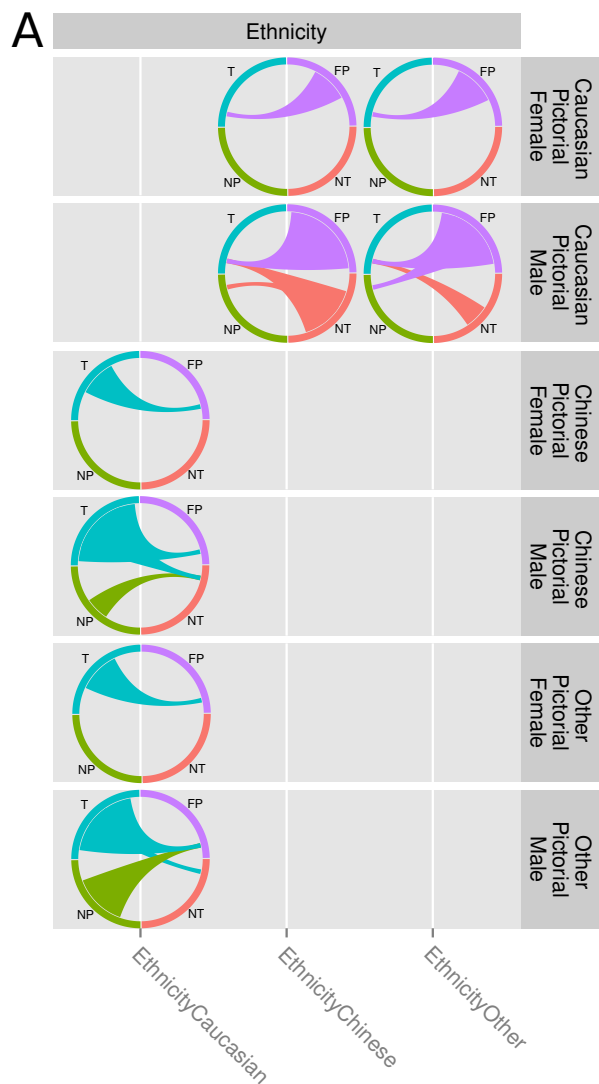 A
Ethnicity
T FP T FP
NP NT NP NT
Caucasian
Pictorial
Female
T FP T FP
NP NT NP NT
Caucasian
Pictorial
Male
T FP
NP NT
Chinese
Pictorial
Female
T FP
NP NT
Chinese
Pictorial
Male
T FP
NP NT
Other
Pictorial
Female
T FP
NP NT
Other
Pictorial
Male
EthnicityCaucasian
EthnicityChinese
EthnicityOther